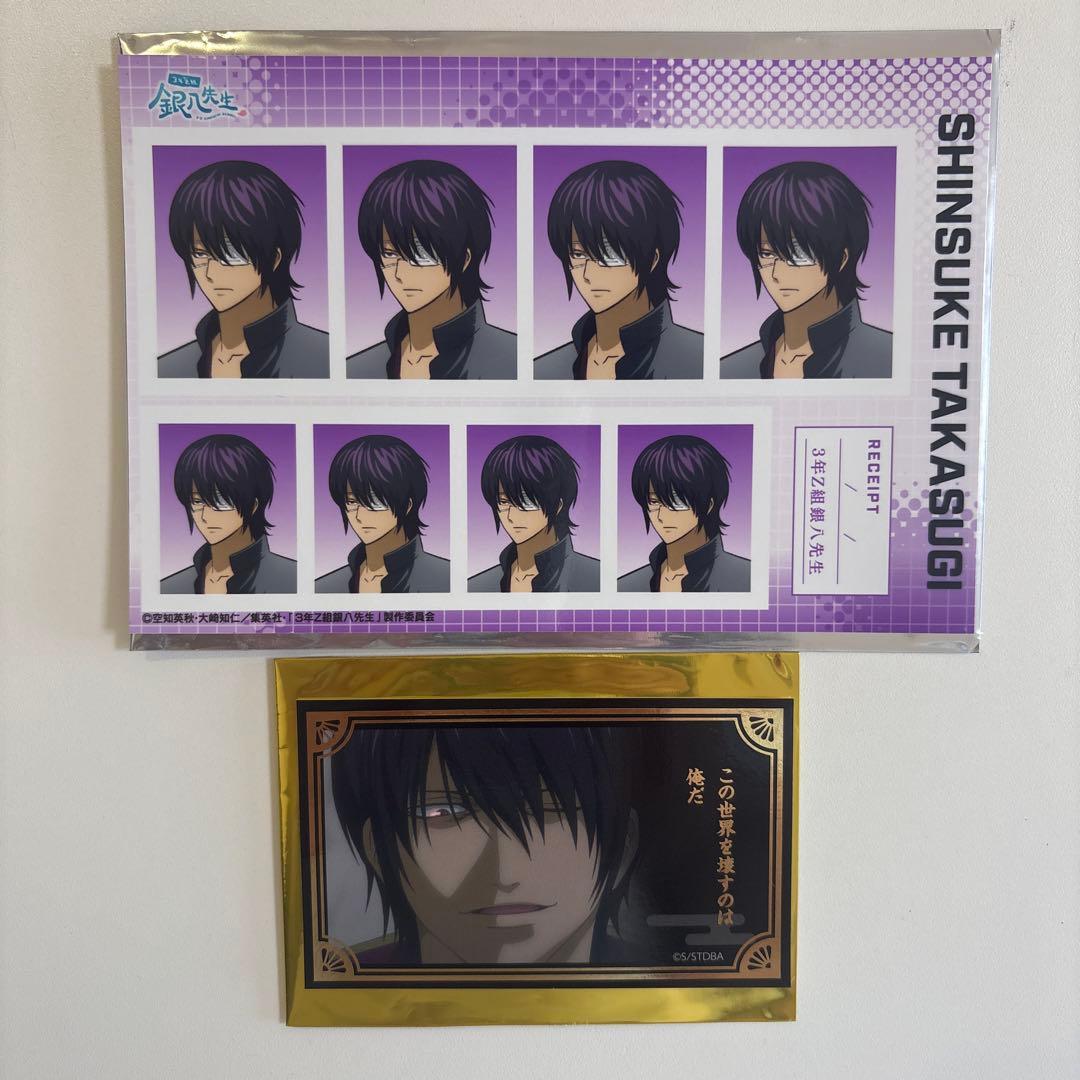 3年Z組
銀八先生
SHINSUKE TAKASUGI
RECEIPT
/ /
3年Z組銀八先生
©空知英秋・大崎知仁／集英社・「3年Z組銀八先生」製作委員会
この世界を壊すのは
俺だ
©S/STDBA